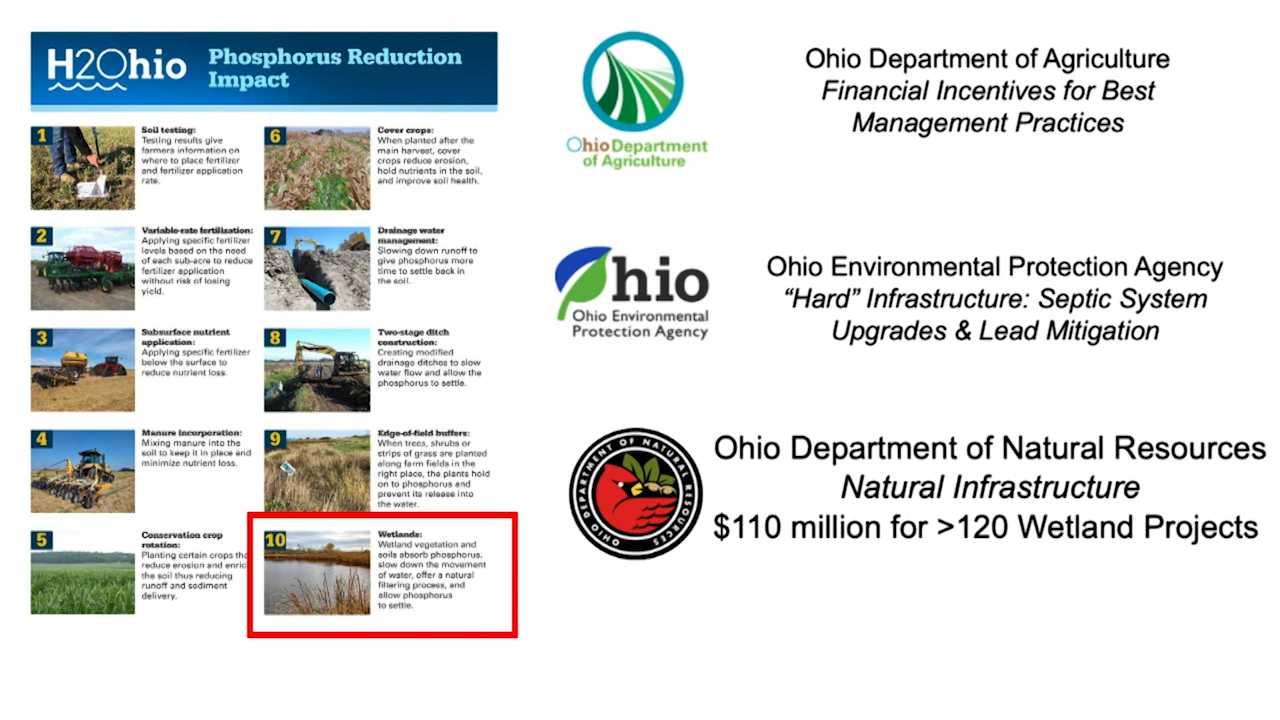 H2Ohio
Phosphorus Reduction
Impact
1
Soil testing:
Testing results give
farmers information on
where to place fertilizer
and fertilizer application
rate.
2
Variable-rate fertilization:
Applying specific fertilizer
levels based on the need
of each sub-acre to reduce
fertilizer application
without risk of losing
yield.
3
Subsurface nutrient
application:
Applying specific fertilizer
below the surface to
reduce nutrient loss.
4
Manure incorporation:
Mixing manure into the
soil to keep it in place and
minimize nutrient loss.
5
Conservation crop
rotation:
Planting certain crops tha
reduce erosion and enric
the soil thus reducing
runoff and sediment
delivery.
6
Cover crops:
When planted after the
main harvest, cover
crops reduce erosion,
hold nutrients in the soil,
and improve soil health.
7
Drainage water
management:
Slowing down runoff to
give phosphorus more
time to settle back in
the soil.
8
Two-stage ditch
construction:
Creating modified
drainage ditches to slow
water flow and allow the
phosphorus to settle.
9
Edge-of-field buffers:
When trees, shrubs or
strips of grass are planted
along farm fields in the
right place, the plants hold
on to phosphorus and
prevent its release into
the water.
10
Wetlands:
Wetland vegetation and
soils absorb phosphorus,
slow down the movement
of water, offer a natural
filtering process, and
allow phosphorus
to settle.
Ohio Department
of Agriculture
Ohio Department of Agriculture
Financial Incentives for Best
Management Practices
Ohio
Ohio Environmental
Protection Agency
Ohio Environmental Protection Agency
“Hard” Infrastructure: Septic System
Upgrades & Lead Mitigation
OHIO DEPARTMENT OF NATURAL RESOURCES
Ohio Department of Natural Resources
Natural Infrastructure
$110 million for >120 Wetland Projects